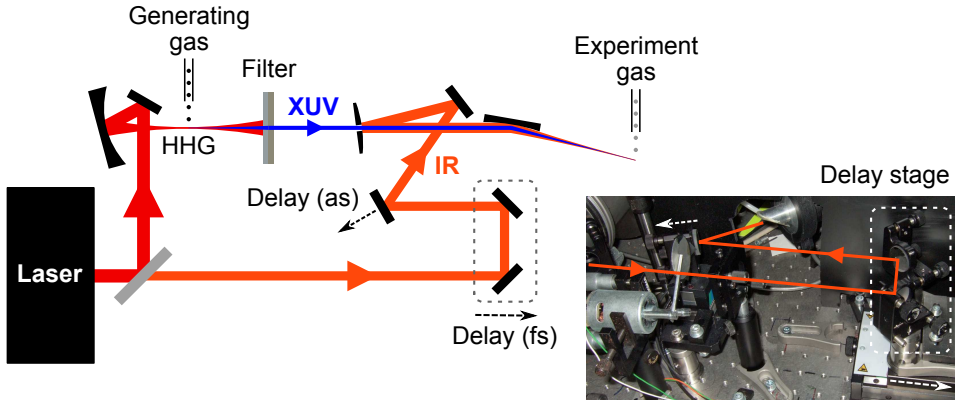 Generating
gas
Filter
XUV
HHG
Experiment
gas
IR
Delay (as)
Laser
Delay (fs)
Delay stage